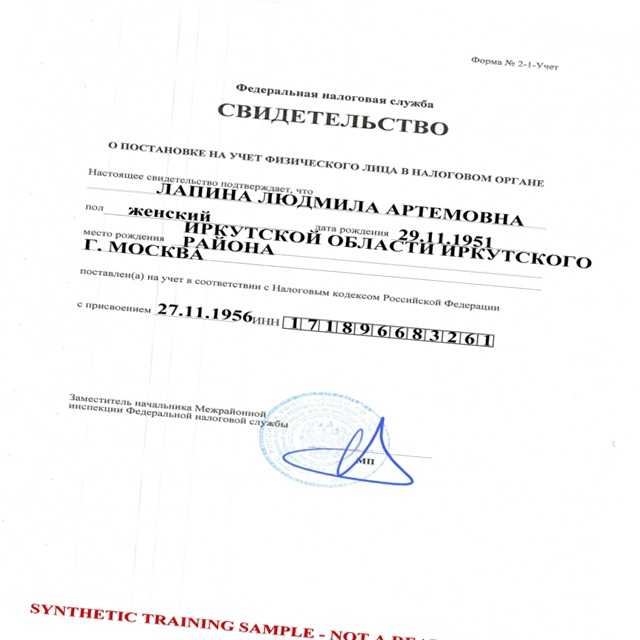 Форма № 2-1-Учет
Федеральная налоговая служба
СВИДЕТЕЛЬСТВО
О ПОСТАНОВКЕ НА УЧЕТ ФИЗИЧЕСКОГО ЛИЦА В НАЛОГОВОМ ОРГАНЕ
Настоящее свидетельство подтверждает, что
ЛАПИНА ЛЮДМИЛА АРТЕМОВНА
пол женский дата рождения 29.11.1951
место рождения ИРКУТСКОЙ ОБЛАСТИ ИРКУТСКОГО
РАЙОНА
Г. МОСКВА
поставлен(а) на учет в соответствии с Налоговым кодексом Российской Федерации
с присвоением 27.11.1956 ИНН 171896683261
Заместитель начальника Межрайонной
инспекции Федеральной налоговой службы
МП
SYNTHETIC TRAINING SAMPLE - NOT A